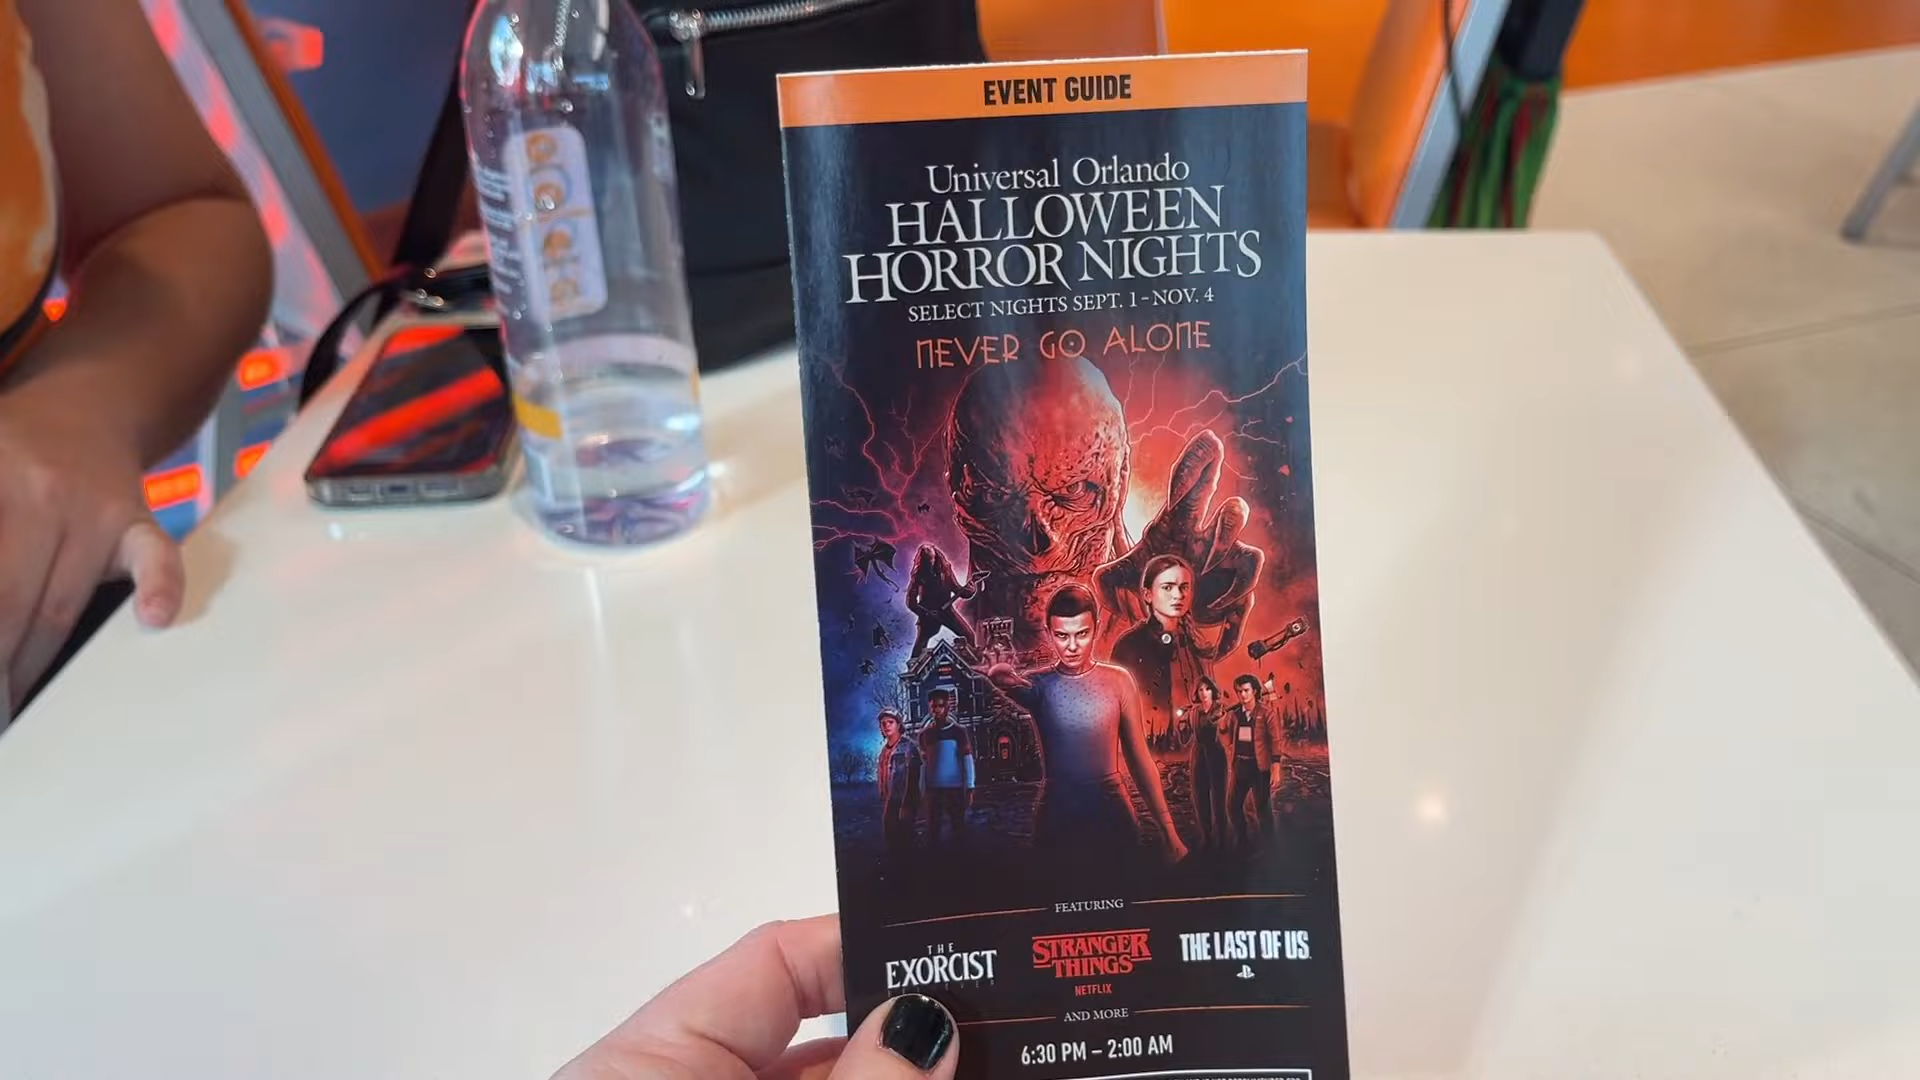 EVENT GUIDE
Universal Orlando
HALLOWEEN
HORROR NIGHTS
SELECT NIGHTS SEPT. 1 - NOV. 4
NEVER GO ALONE
FEATURING
THE
EXORCIST
BELIEVER
STRANGER
THINGS
NETFLIX
THE LAST OF US
AND MORE
6:30 PM – 2:00 AM